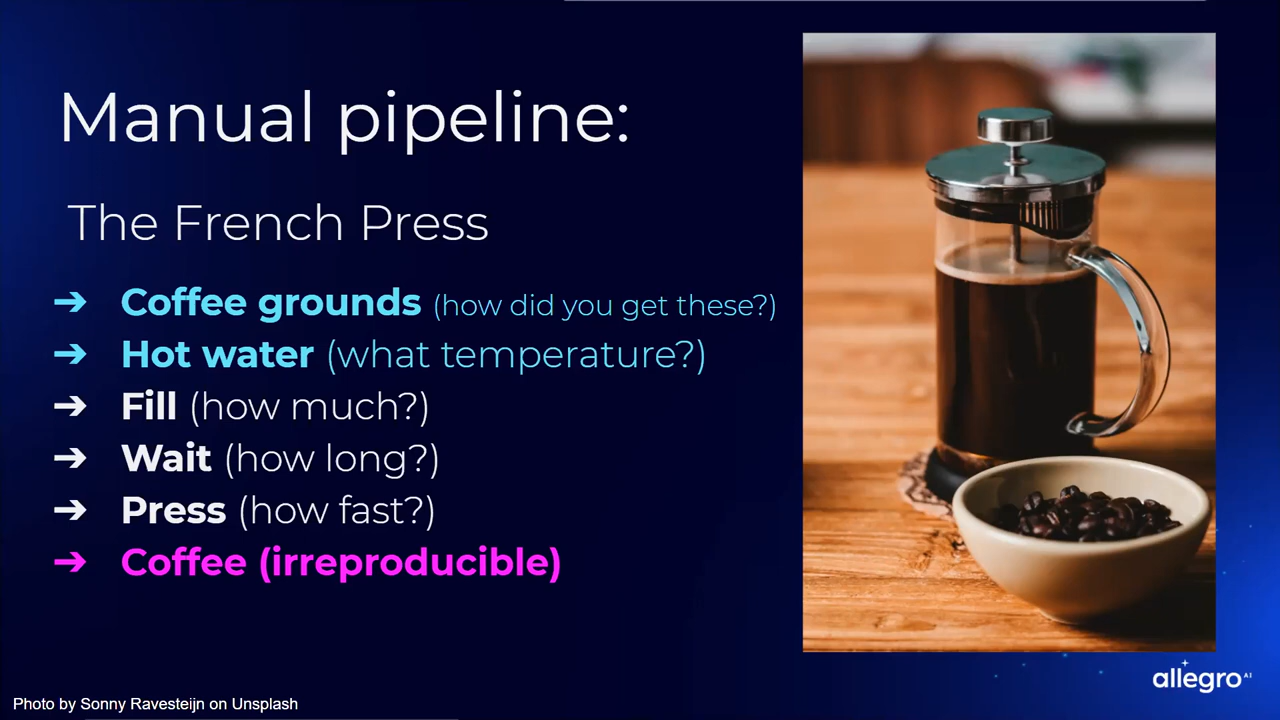 Manual pipeline:
The French Press
➔ Coffee grounds (how did you get these?)
➔ Hot water (what temperature?)
➔ Fill (how much?)
➔ Wait (how long?)
➔ Press (how fast?)
➔ Coffee (irreproducible)
allegro AI
Photo by Sonny Ravesteijn on Unsplash